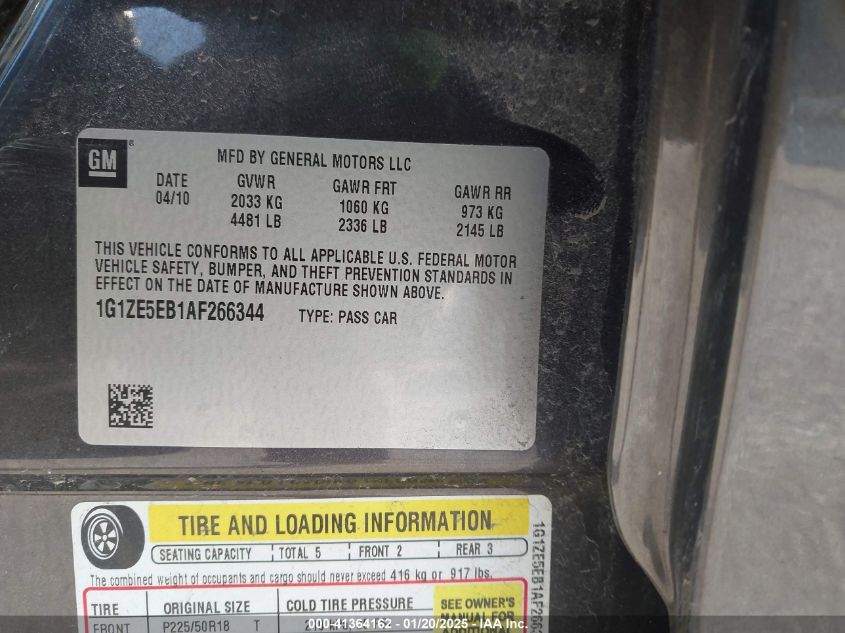 GM ®
MFD BY GENERAL MOTORS LLC
DATE GVWR GAWR FRT GAWR RR
04/10 2033 KG 1060 KG 973 KG
4481 LB 2336 LB 2145 LB
THIS VEHICLE CONFORMS TO ALL APPLICABLE U.S. FEDERAL MOTOR
VEHICLE SAFETY, BUMPER, AND THEFT PREVENTION STANDARDS IN
EFFECT ON THE DATE OF MANUFACTURE SHOWN ABOVE.
1G1ZE5EB1AF266344 TYPE: PASS CAR
TIRE AND LOADING INFORMATION
SEATING CAPACITY TOTAL 5 FRONT 2 REAR 3
The combined weight of occupants and cargo should never exceed 416 kg or 917 lbs.
TIRE ORIGINAL SIZE COLD TIRE PRESSURE SEE OWNER'S
MANUAL FOR
FRONT P225/50R18 T
ADDITIONAL
1G1ZE5EB1AF266
000-41364162 - 01/20/2025 - IAA Inc.